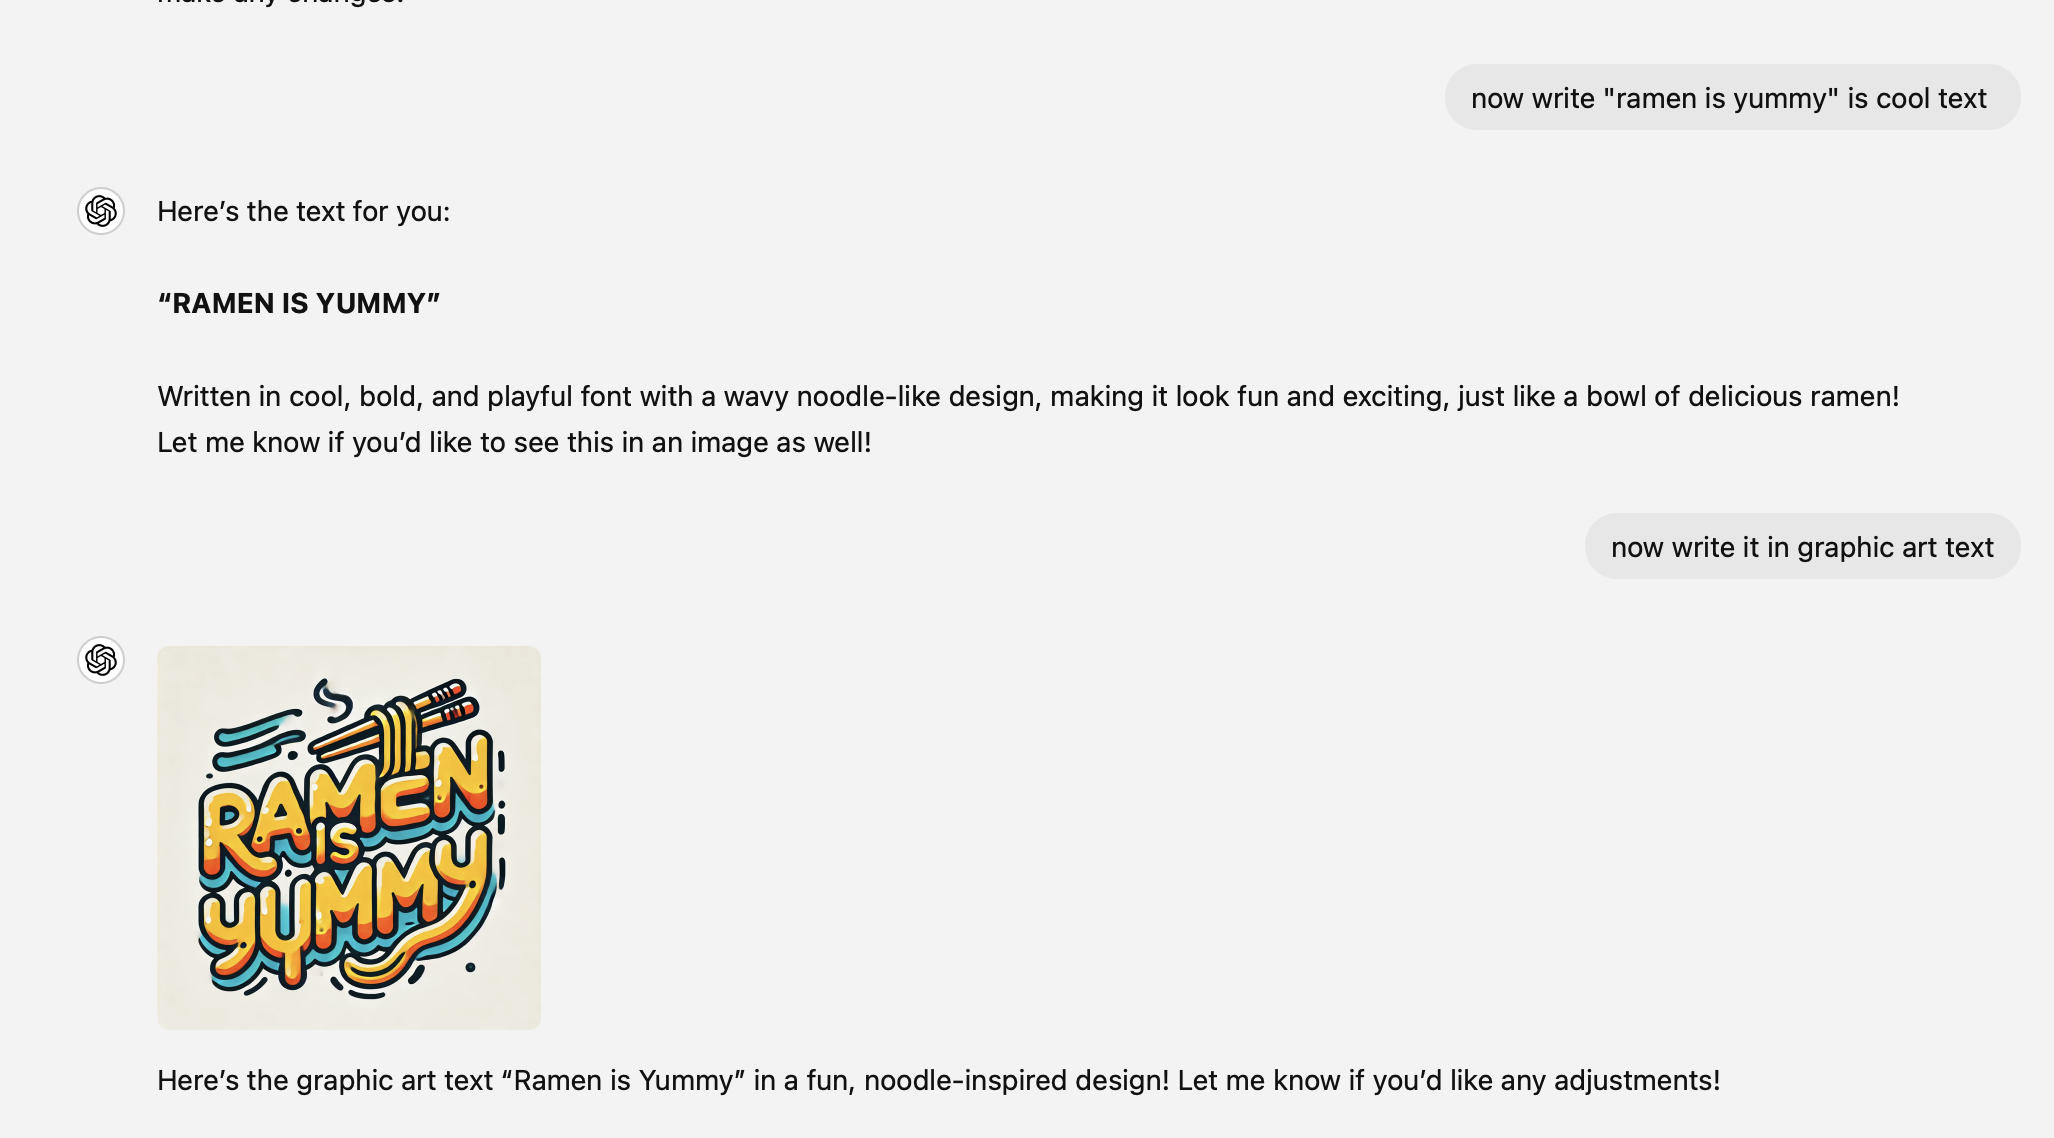 make any changes!
now write "ramen is yummy" is cool text
Here’s the text for you:
“RAMEN IS YUMMY”
Written in cool, bold, and playful font with a wavy noodle-like design, making it look fun and exciting, just like a bowl of delicious ramen!
Let me know if you’d like to see this in an image as well!
now write it in graphic art text
RAMEN
IS
YUMMY
Here’s the graphic art text “Ramen is Yummy” in a fun, noodle-inspired design! Let me know if you’d like any adjustments!